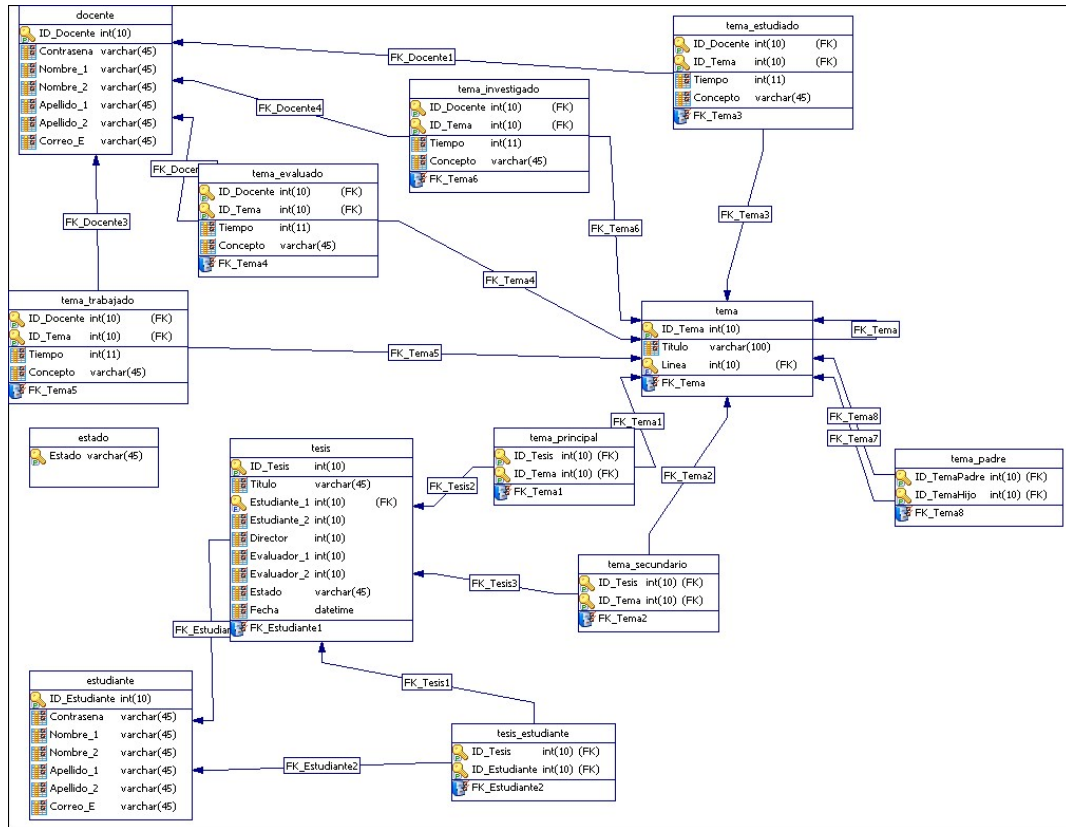 docente
ID_Docente int(10)
Contrasena varchar(45)
Nombre_1 varchar(45)
Nombre_2 varchar(45)
Apellido_1 varchar(45)
Apellido_2 varchar(45)
Correo_E varchar(45)
FK_Docente1
tema_estudiado
ID_Docente int(10) (FK)
ID_Tema int(10) (FK)
Tiempo int(11)
Concepto varchar(45)
FK_Tema3
FK_Docente4
tema_investigado
ID_Docente int(10) (FK)
ID_Tema int(10) (FK)
Tiempo int(11)
Concepto varchar(45)
FK_Tema6
FK_Docen
tema_evaluado
ID_Docente int(10) (FK)
ID_Tema int(10) (FK)
Tiempo int(11)
Concepto varchar(45)
FK_Tema4
FK_Docente3
FK_Tema6
FK_Tema3
FK_Tema4
tema_trabajado
ID_Docente int(10) (FK)
ID_Tema int(10) (FK)
Tiempo int(11)
Concepto varchar(45)
FK_Tema5
FK_Tema5
tema
ID_Tema int(10)
Titulo varchar(100)
Linea int(10) (FK)
FK_Tema
FK_Tema
FK_Tema8
FK_Tema7
FK_Tema1
FK_Tema2
estado
Estado varchar(45)
tesis
ID_Tesis int(10)
Titulo varchar(45)
Estudiante_1 int(10) (FK)
Estudiante_2 int(10)
Director int(10)
Evaluador_1 int(10)
Evaluador_2 int(10)
Estado varchar(45)
Fecha datetime
FK_Estudiante1
FK_Tesis2
tema_principal
ID_Tesis int(10) (FK)
ID_Tema int(10) (FK)
FK_Tema1
tema_padre
ID_TemaPadre int(10) (FK)
ID_TemaHijo int(10) (FK)
FK_Tema8
FK_Tesis3
tema_secundario
ID_Tesis int(10) (FK)
ID_Tema int(10) (FK)
FK_Tema2
FK_Estudian
FK_Tesis1
estudiante
ID_Estudiante int(10)
Contrasena varchar(45)
Nombre_1 varchar(45)
Nombre_2 varchar(45)
Apellido_1 varchar(45)
Apellido_2 varchar(45)
Correo_E varchar(45)
FK_Estudiante2
tesis_estudiante
ID_Tesis int(10) (FK)
ID_Estudiante int(10) (FK)
FK_Estudiante2